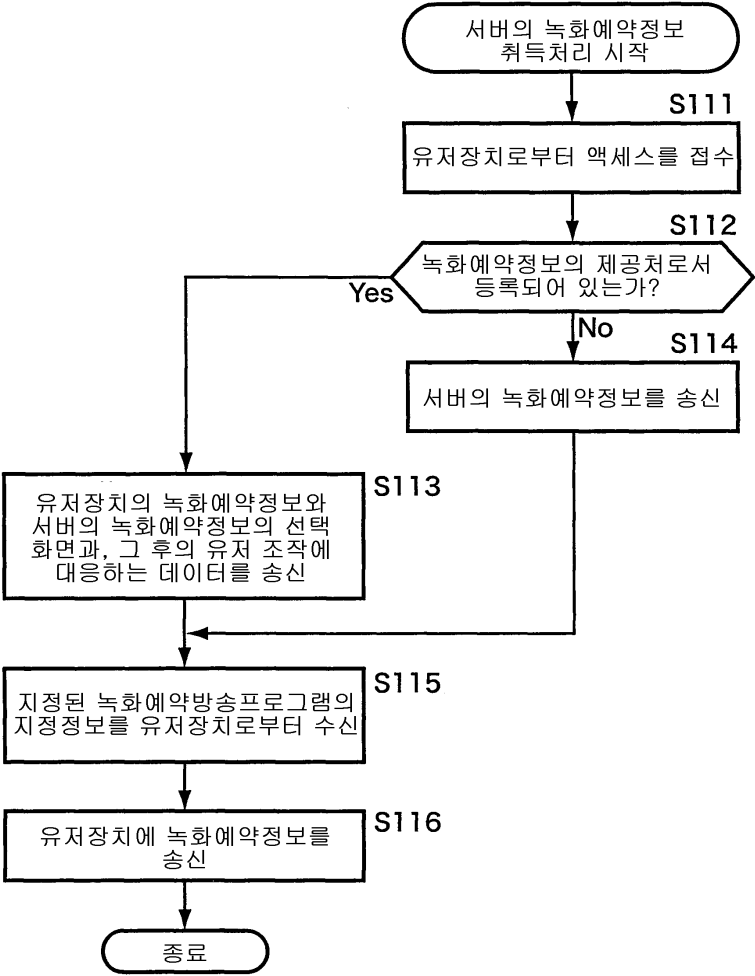 서버의 녹화예약정보
취득처리 시작
S111
유저장치로부터 액세스를 접수
S112
녹화예약정보의 제공처로서
등록되어 있는가?
Yes
No
S114
서버의 녹화예약정보를 송신
S113
유저장치의 녹화예약정보와
서버의 녹화예약정보의 선택
화면과, 그 후의 유저 조작에
대응하는 데이터를 송신
S115
지정된 녹화예약방송프로그램의
지정정보를 유저장치로부터 수신
S116
유저장치에 녹화예약정보를
송신
종료